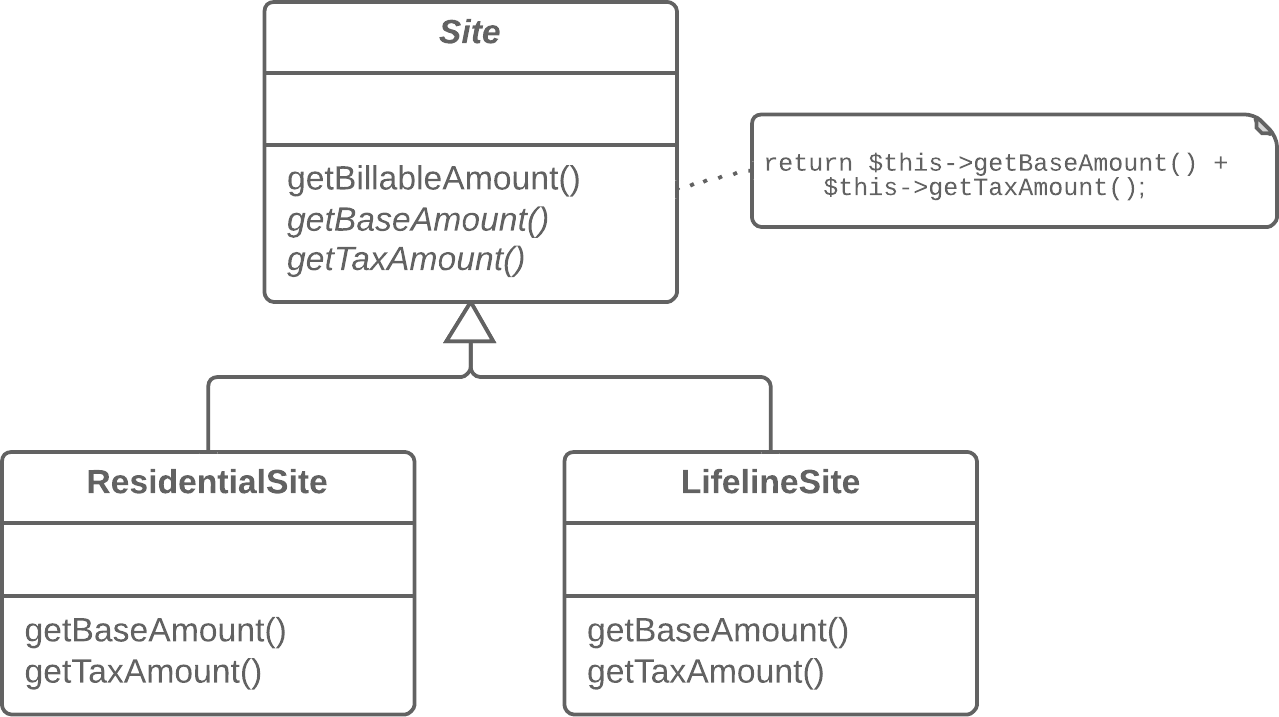 Site
getBillableAmount()
getBaseAmount()
getTaxAmount()
return $this->getBaseAmount() +
$this->getTaxAmount();
ResidentialSite
getBaseAmount()
getTaxAmount()
LifelineSite
getBaseAmount()
getTaxAmount()